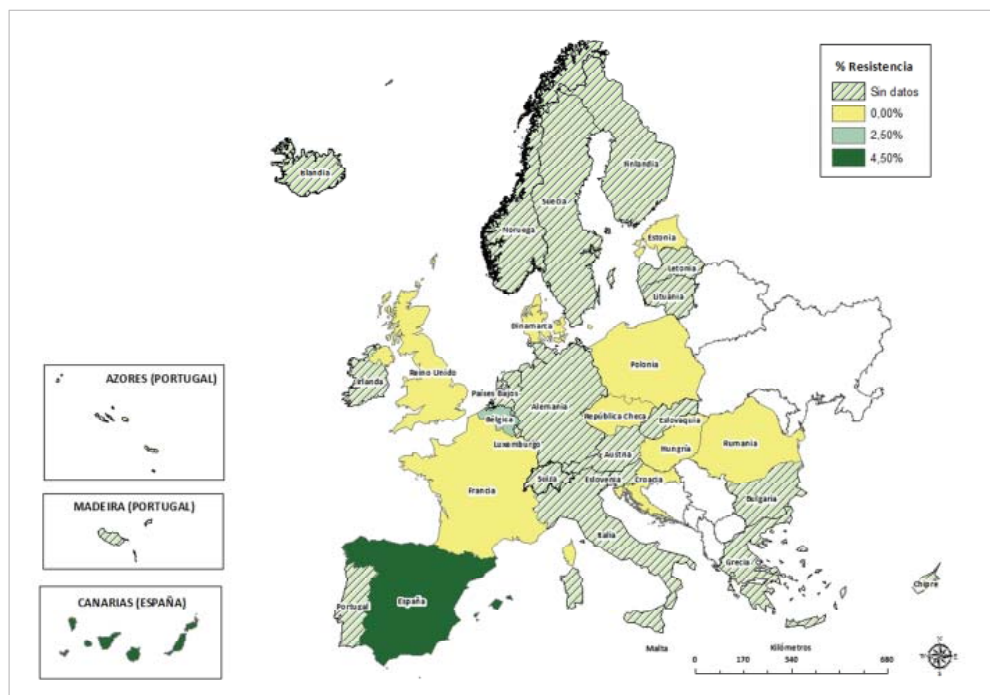 % Resistencia
Sin datos
0,00%
2,50%
4,50%
Islandia
Finlandia
Suecia
Noruega
Estonia
Letonia
Lituania
Dinamarca
Irlanda
Reino Unido
Países Bajos
Polonia
Alemania
Bélgica
República Checa
Eslovaquia
Luxemburgo
Austria
Hungría
Rumanía
Suiza
Eslovenia
Croacia
Francia
Bulgaria
Italia
Grecia
Chipre
Portugal
España
Malta
AZORES (PORTUGAL)
MADEIRA (PORTUGAL)
CANARIAS (ESPAÑA)
Kilómetros
0 170 340 680